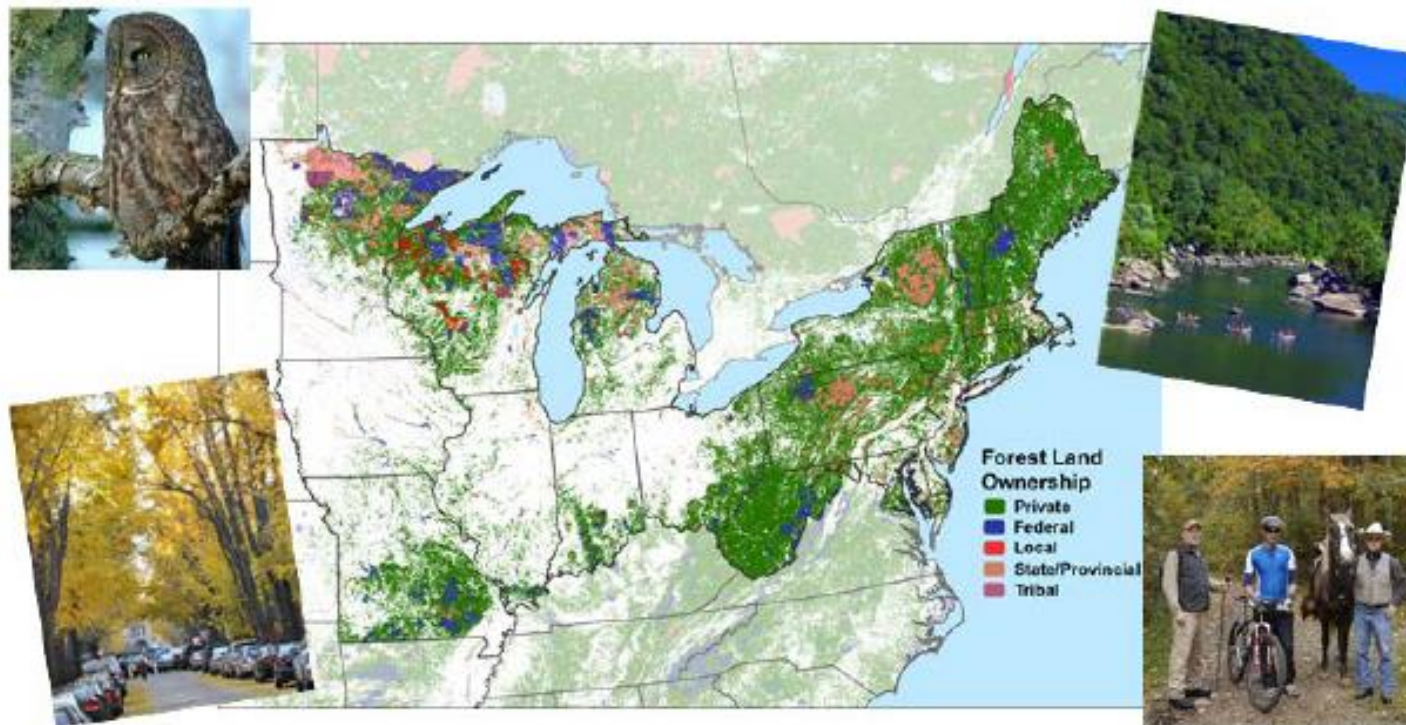 Forest Land
Ownership
Private
Federal
Local
State/Provincial
Tribal